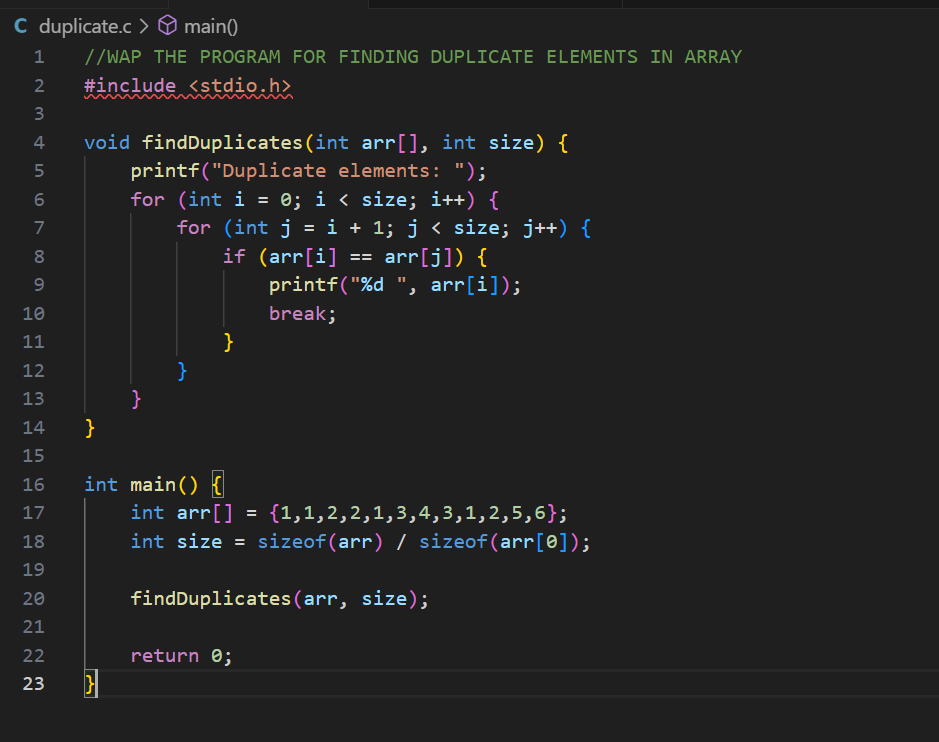 C duplicate.c > main()
1 //WAP THE PROGRAM FOR FINDING DUPLICATE ELEMENTS IN ARRAY
2 #include <stdio.h>
3
4 void findDuplicates(int arr[], int size) {
5     printf("Duplicate elements: ");
6     for (int i = 0; i < size; i++) {
7         for (int j = i + 1; j < size; j++) {
8             if (arr[i] == arr[j]) {
9                 printf("%d ", arr[i]);
10                 break;
11             }
12         }
13     }
14 }
15
16 int main() {
17     int arr[] = {1,1,2,2,1,3,4,3,1,2,5,6};
18     int size = sizeof(arr) / sizeof(arr[0]);
19
20     findDuplicates(arr, size);
21
22     return 0;
23 }